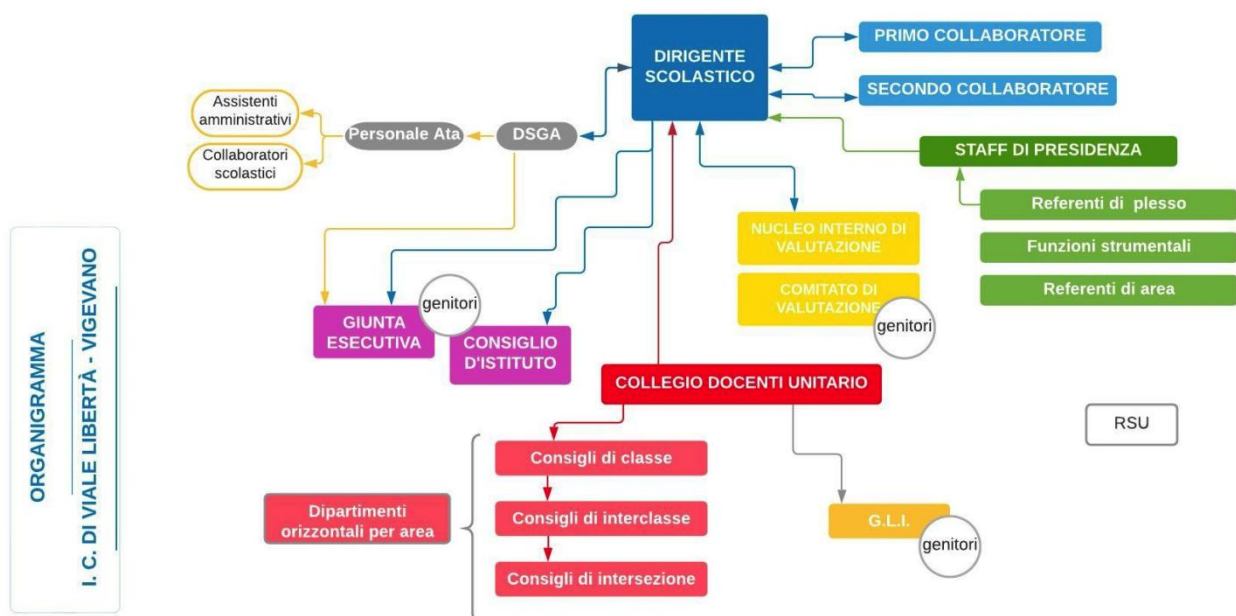 ORGANIGRAMMA
I. C. DI VIALE LIBERTÀ - VIGEVANO
DIRIGENTE
SCOLASTICO
PRIMO COLLABORATORE
SECONDO COLLABORATORE
STAFF DI PRESIDENZA
Referenti di plesso
Funzioni strumentali
Referenti di area
Assistenti
amministrativi
Collaboratori
scolastici
Personale Ata
DSGA
NUCLEO INTERNO DI
VALUTAZIONE
COMITATO DI
VALUTAZIONE
genitori
GIUNTA
ESECUTIVA
genitori
CONSIGLIO
D'ISTITUTO
COLLEGIO DOCENTI UNITARIO
RSU
Dipartimenti
orizzontali per area
Consigli di classe
Consigli di interclasse
Consigli di intersezione
G.L.I.
genitori